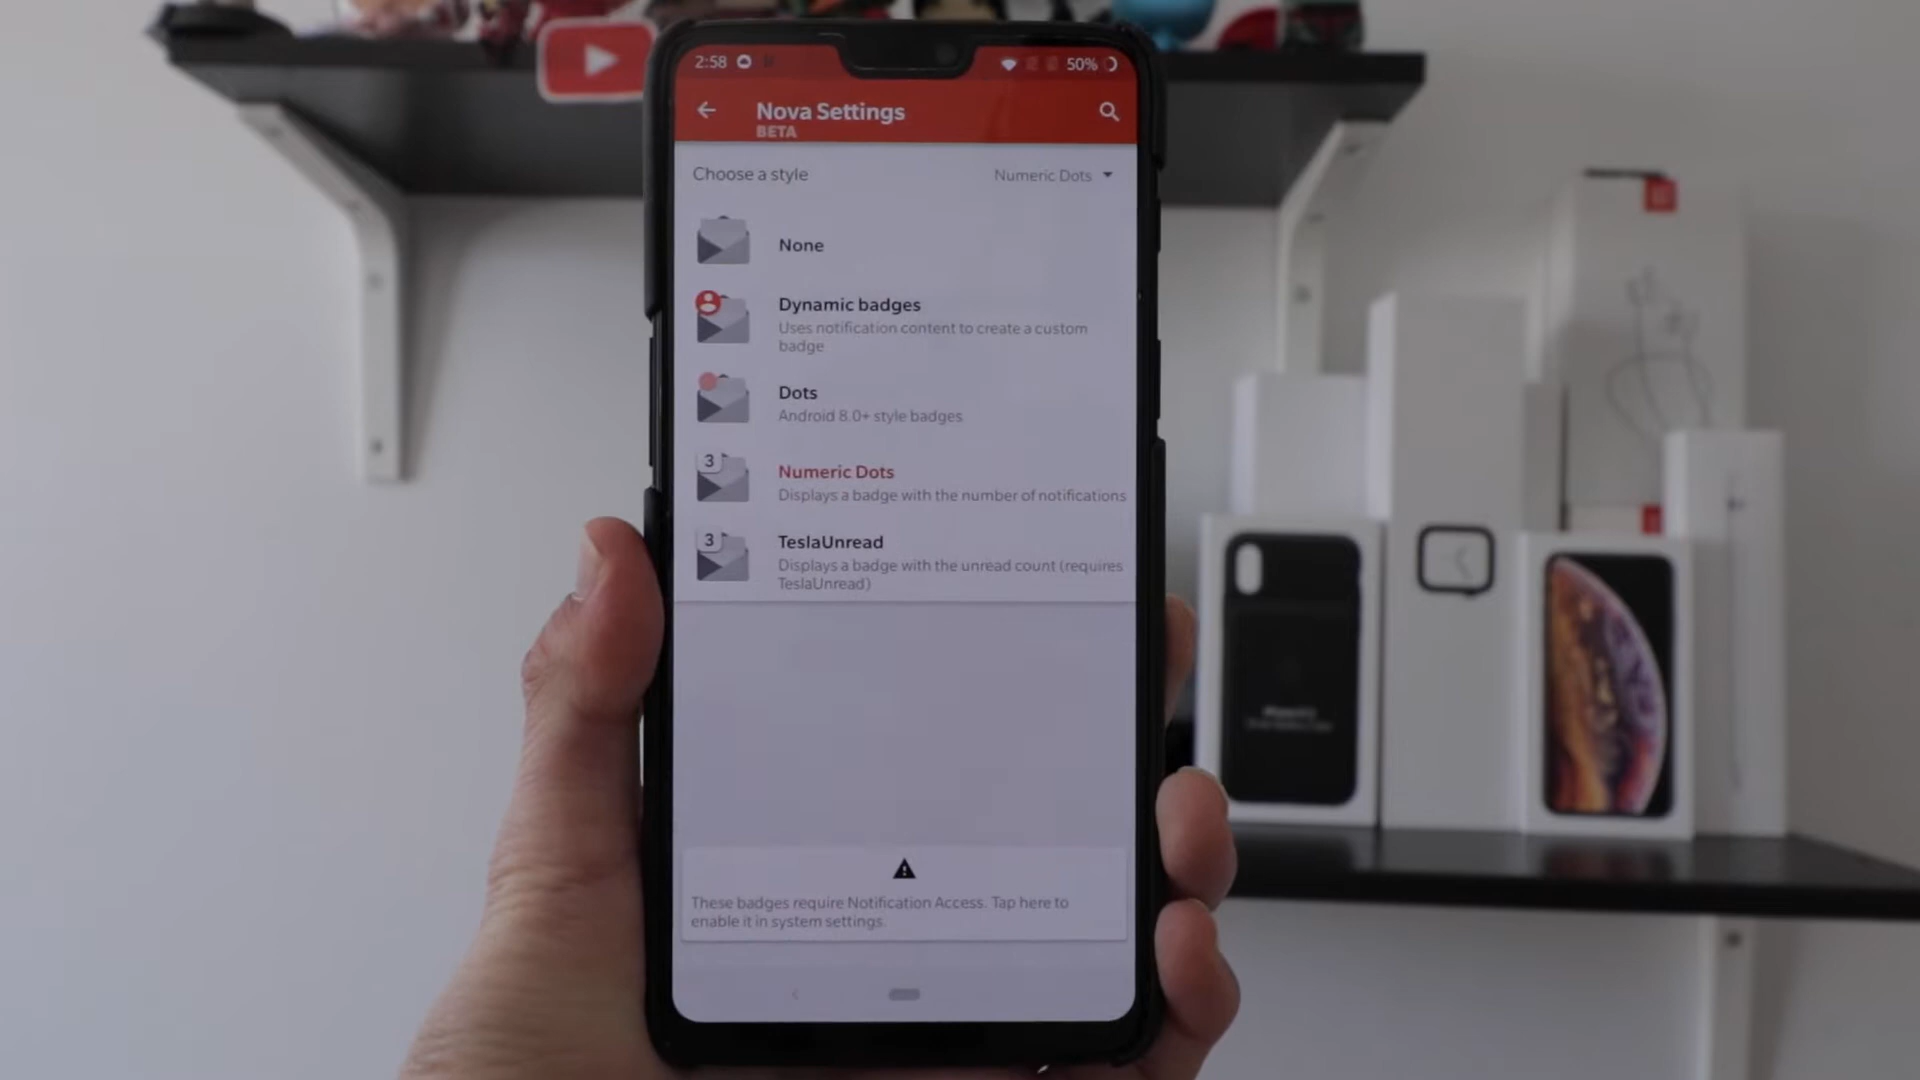 2:58
50%
Nova Settings
BETA
Choose a style
Numeric Dots
None
Dynamic badges
Uses notification content to create a custom
badge
Dots
Android 8.0+ style badges
3
Numeric Dots
Displays a badge with the number of notifications
3
TeslaUnread
Displays a badge with the unread count (requires
TeslaUnread)
These badges require Notification Access. Tap here to
enable it in system settings.